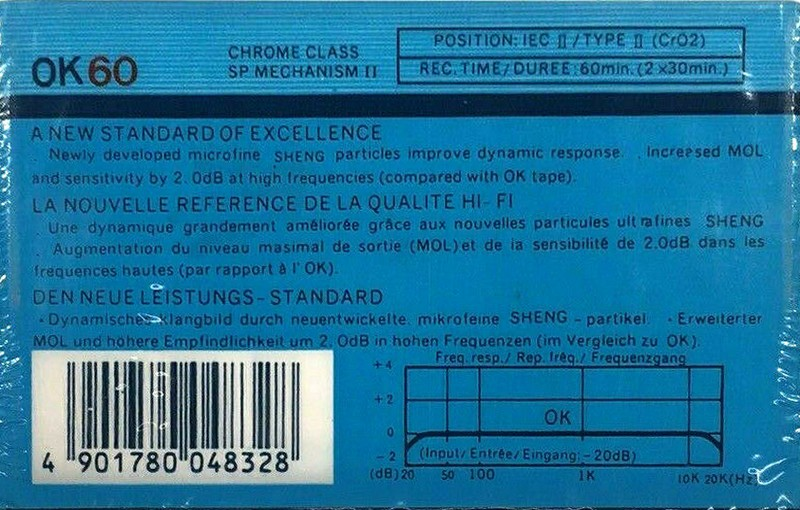 OK60
CHROME CLASS
SP MECHANISM II
POSITION: IEC II / TYPE II (CrO2)
REC. TIME/DUREE: 60min. (2 x30min.)
A NEW STANDARD OF EXCELLENCE
. Newly developed microfine SHENG particles improve dynamic response. . Increased MOL
and sensitivity by 2.0dB at high frequencies (compared with OK tape).
LA NOUVELLE REFERENCE DE LA QUALITE HI-FI
. Une dynamique grandement améliorée grâce aux nouvelles particules ultrafines SHENG
. Augmentation du niveau masimal de sortie (MOL) et de la sensibilité de 2.0dB dans les
frequences hautes (par rapport à l' OK).
DEN NEUE LEISTUNGS-STANDARD
·Dynamisches klangbild durch neuentwickelte. mikrofeine SHENG - partikel. ·Erweiterter
MOL und höhere Empfindlichkeit um 2.0dB in hohen Frequenzen (im Vergleich zu OK).
Freq. resp./ Rep. fréq./ Frequenzgang
+4
+2
OK
0
(Input/Entrée/Eingang:-20dB)
-2
(dB) 20 50 100 1K 10K 20K(Hz)
4 901780 048328